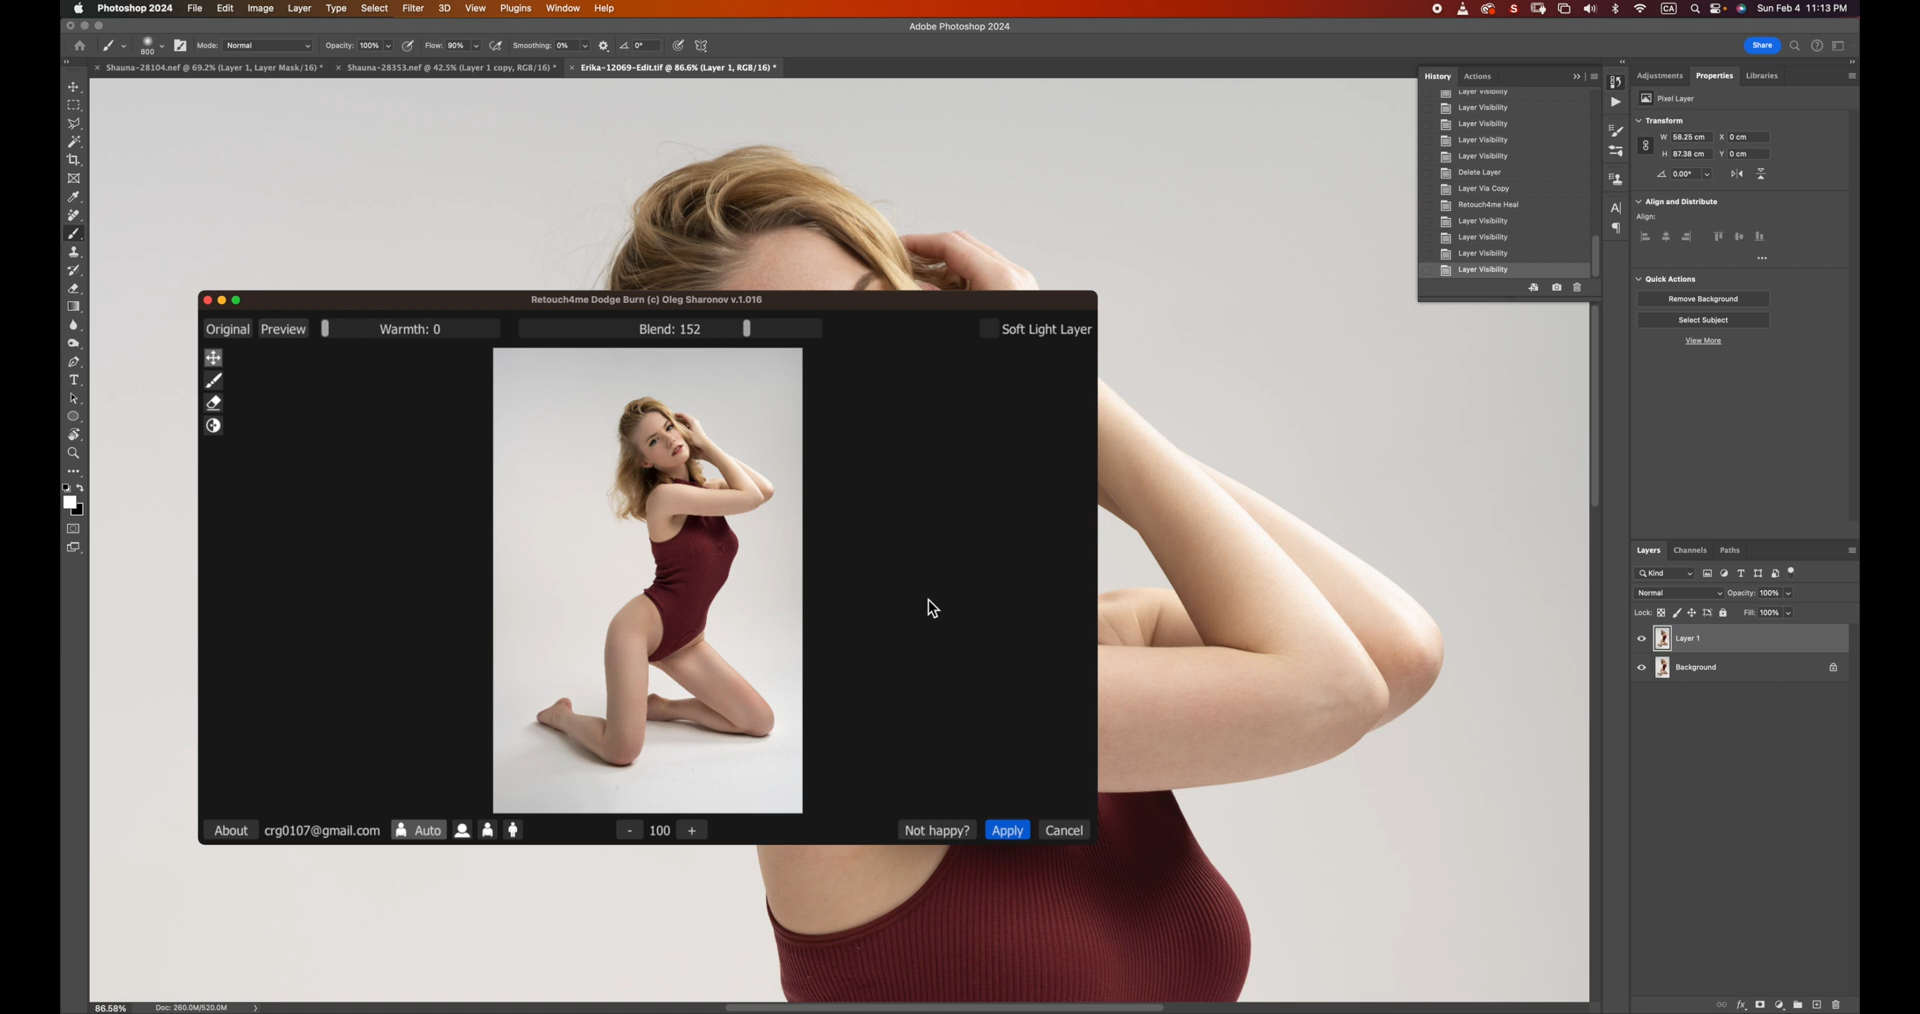 Photoshop 2024 File Edit Image Layer Type Select Filter 3D View Plugins Window Help CA Sun Feb 4 11:13 PM
Adobe Photoshop 2024
800 Mode: Normal Opacity: 100% Flow: 90% Smoothing: 0% 0° Share
× Shauna-28104.nef @ 69.2% (Layer 1, Layer Mask/16) * × Shauna-28353.nef @ 42.5% (Layer 1 copy, RGB/16) * × Erika-12069-Edit.tif @ 86.6% (Layer 1, RGB/16) *
History Actions
Layer Visibility
Layer Visibility
Layer Visibility
Layer Visibility
Layer Visibility
Delete Layer
Layer Via Copy
Retouch4me Heal
Layer Visibility
Layer Visibility
Layer Visibility
Layer Visibility
Adjustments Properties Libraries
Pixel Layer
Transform
W 58.25 cm X 0 cm
H 87.38 cm Y 0 cm
0.00°
Align and Distribute
Align:
Quick Actions
Remove Background
Select Subject
View More
Retouch4me Dodge Burn (c) Oleg Sharonov v.1.016
Original Preview Warmth: 0 Blend: 152 Soft Light Layer
About crg0107@gmail.com Auto - 100 + Not happy? Apply Cancel
Layers Channels Paths
Kind
Normal Opacity: 100%
Lock: Fill: 100%
Layer 1
Background
86.58% Doc: 260.0M/520.0M